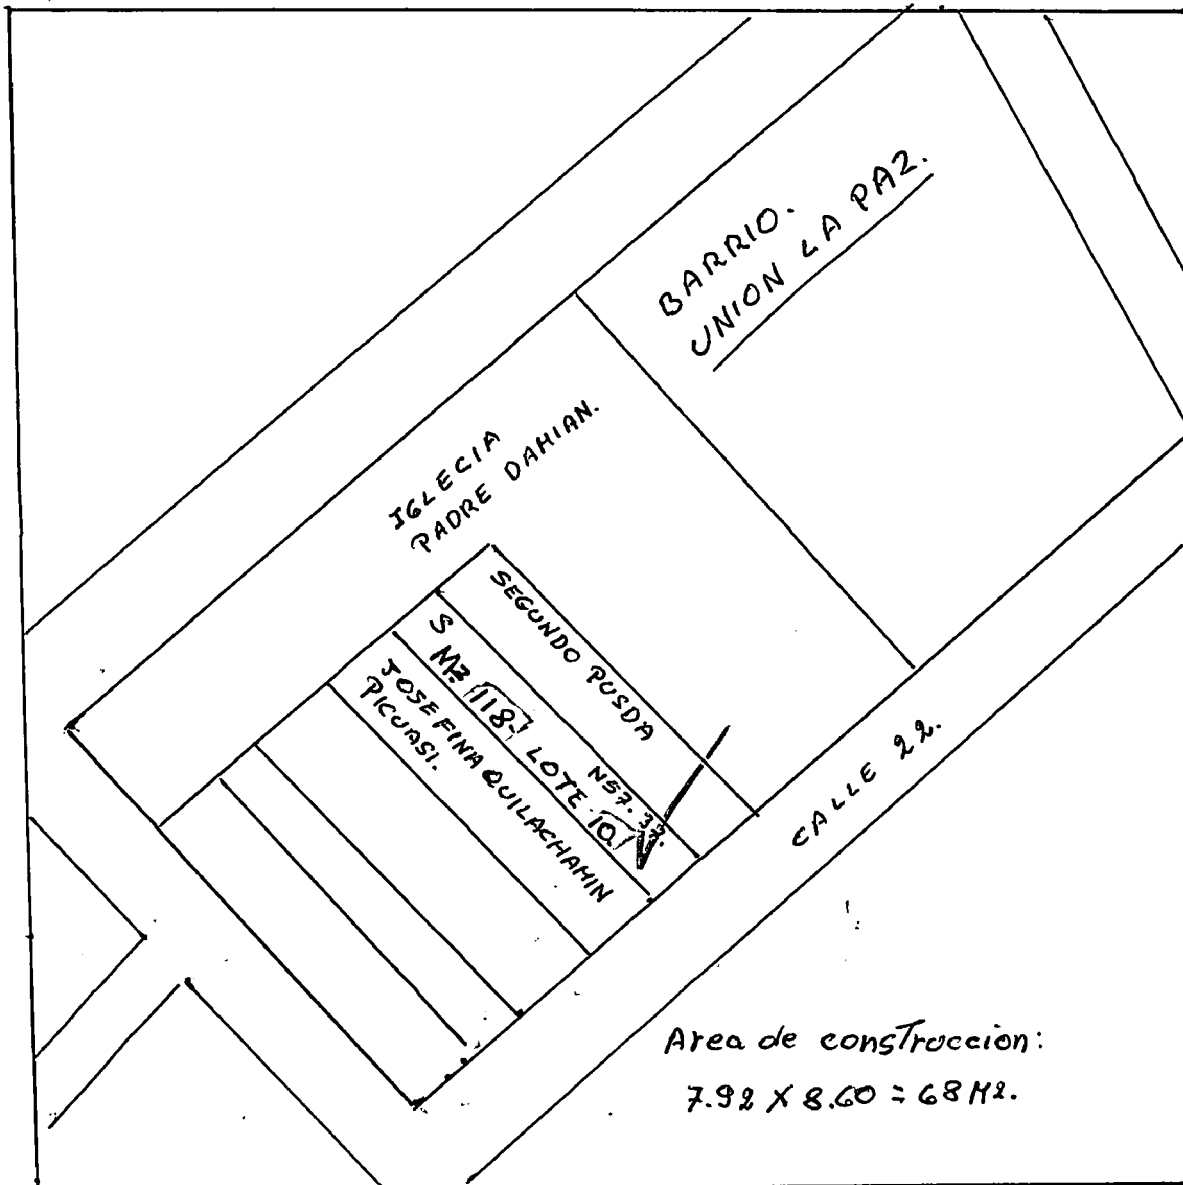 BARRIO.
UNION LA PAZ.
IGLECIA
PADRE DAMIAN.
SEGUNDO PUSDA
S
MZ 118 LOTE 10
N57.37.
JOSEFINA QUILACHAMIN
PICUASI.
CALLE 22.
Area de construccion:
7.92 X 8.60 = 68 M2.